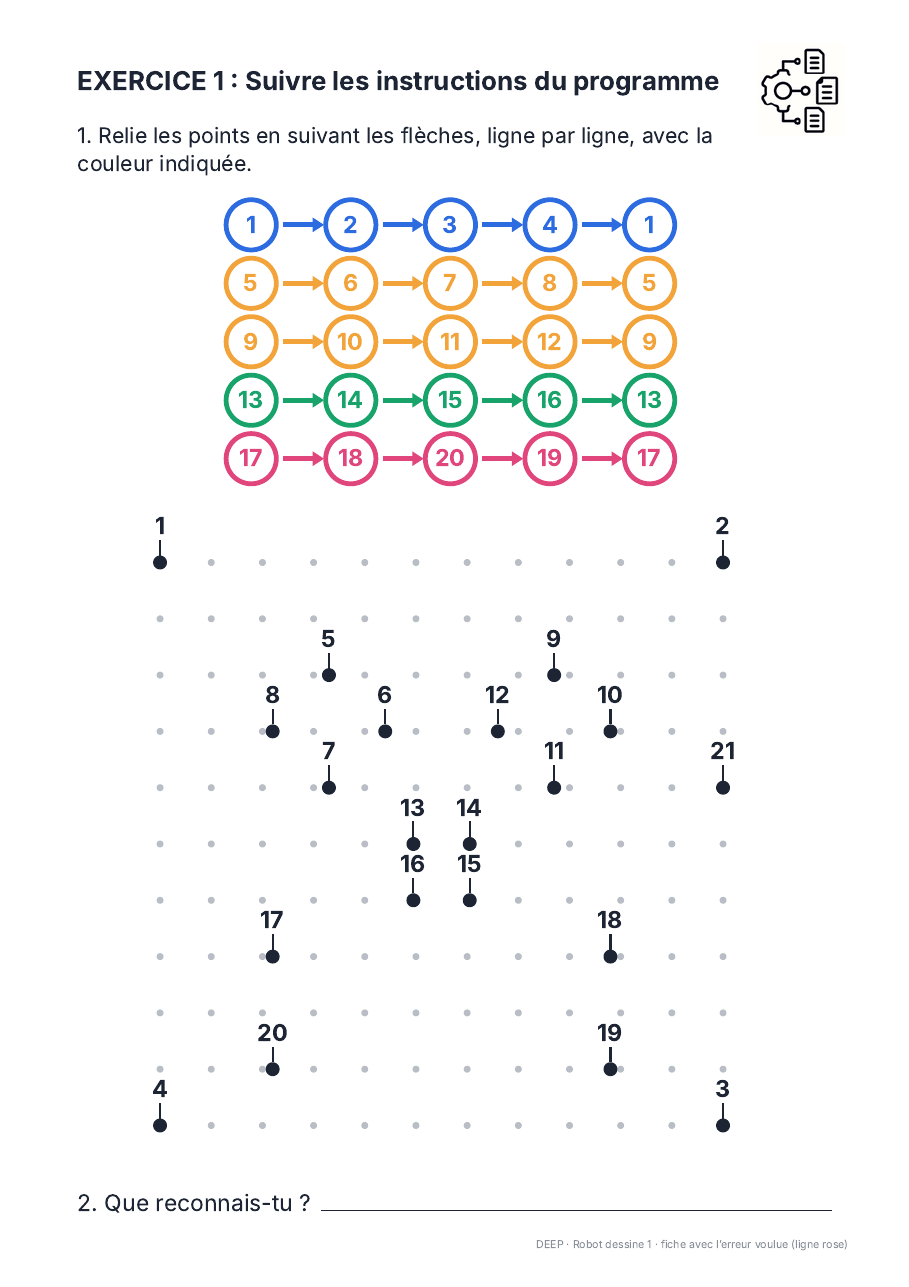 EXERCICE 1 : Suivre les instructions du programme
1. Relie les points en suivant les flèches, ligne par ligne, avec la
couleur indiquée.
1 2 3 4 1
5 6 7 8 5
9 10 11 12 9
13 14 15 16 13
17 18 20 19 17
1 2
5 9
8 6 12 10
7 11 21
13 14
16 15
17 18
20 19
4 3
2. Que reconnais-tu ?
DEEP · Robot dessine 1 · fiche avec l'erreur voulue (ligne rose)